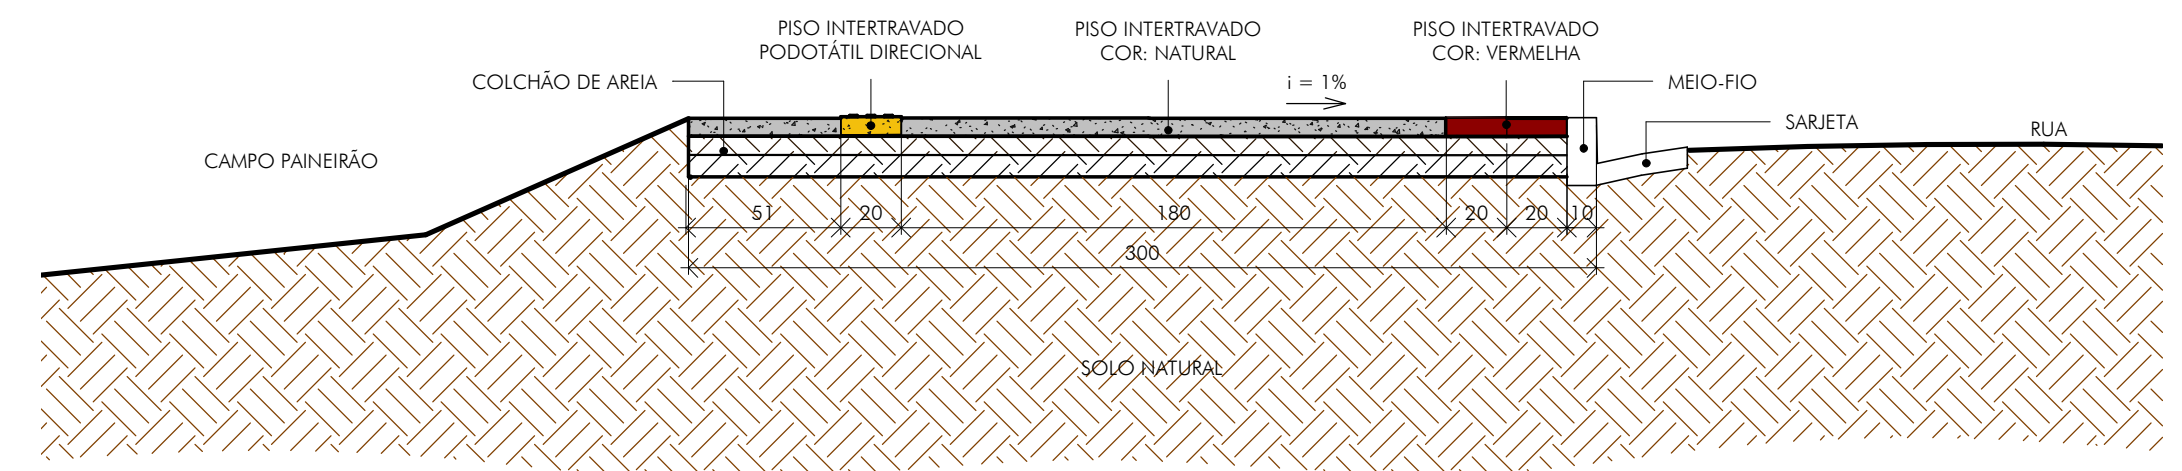 PISO INTERTRAVADO
PODOTÁTIL DIRECIONAL
PISO INTERTRAVADO
COR: NATURAL
PISO INTERTRAVADO
COR: VERMELHA
COLCHÃO DE AREIA
i = 1%
MEIO-FIO
SARJETA
RUA
CAMPO PAINEIRÃO
51
20
180
20
20
10
300
SOLO NATURAL